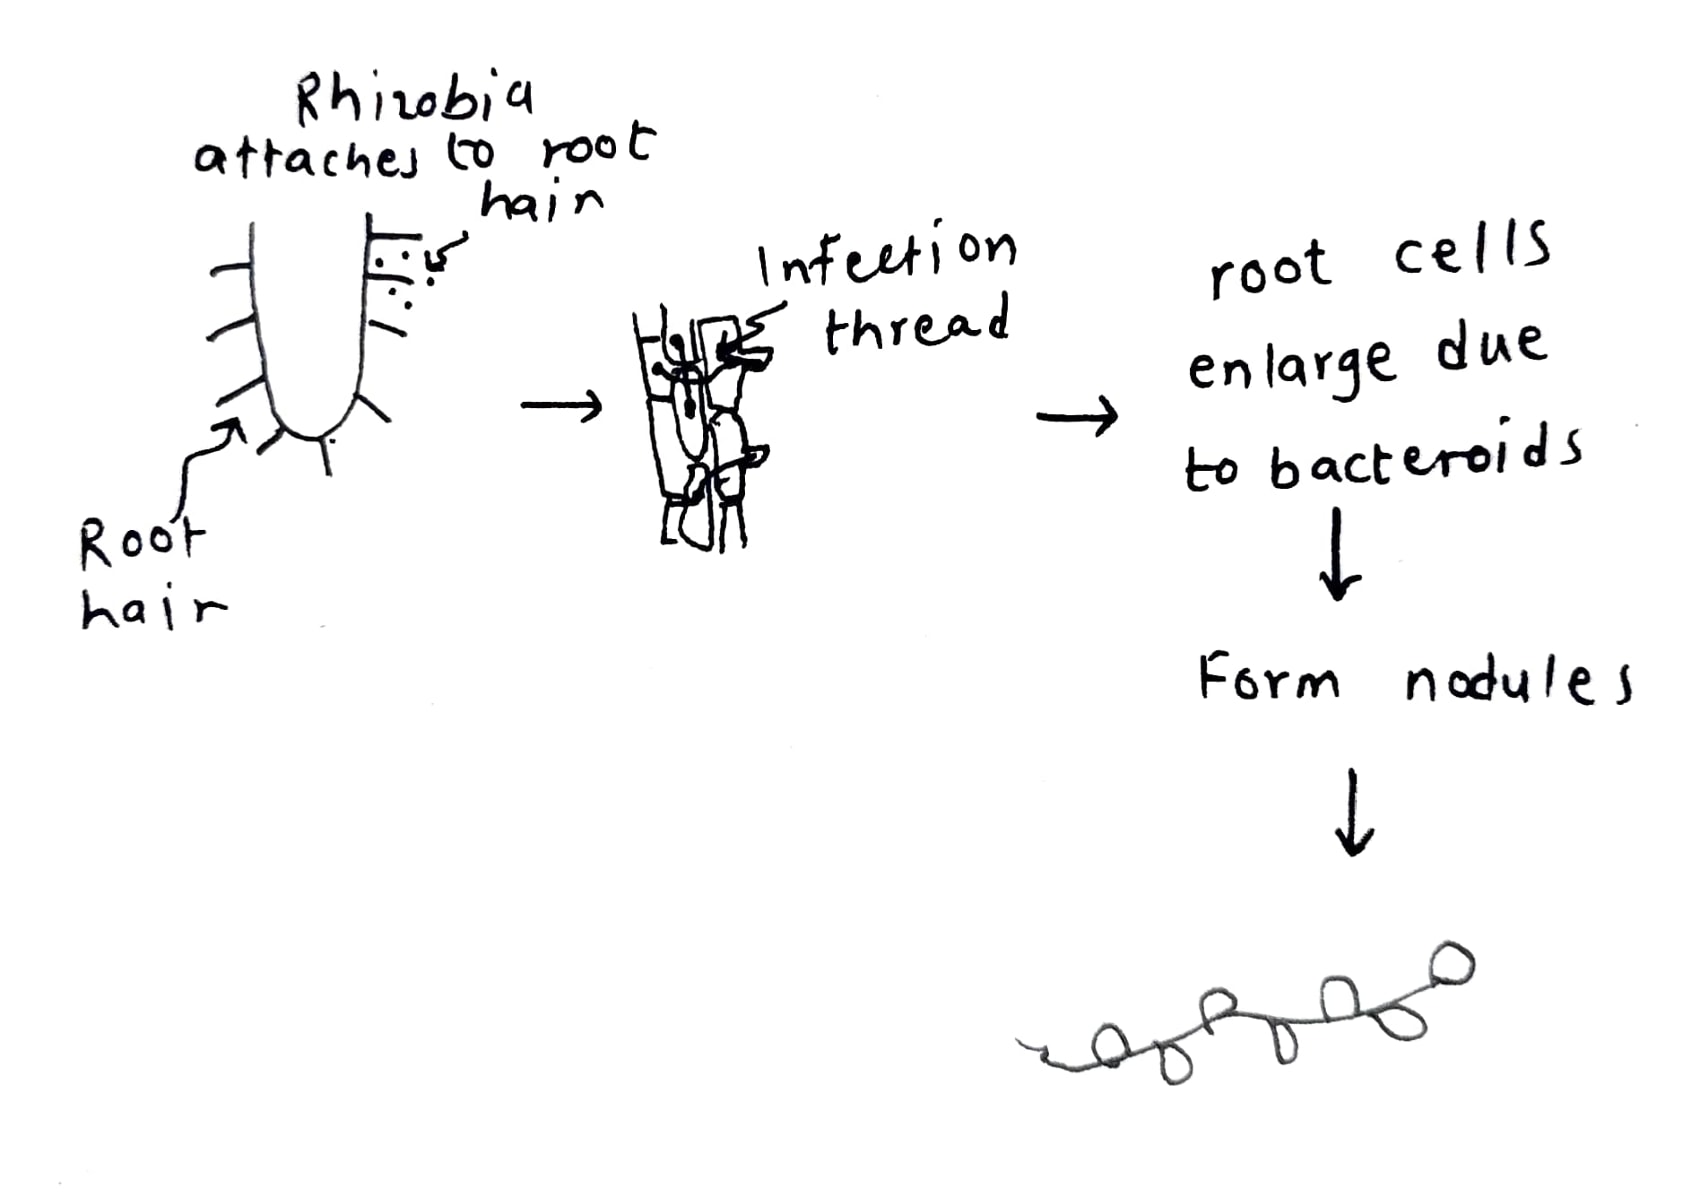 Rhizobia
attaches to root
hair
Root
hair
Infection
thread
root cells
enlarge due
to bacteroids
Form nodules